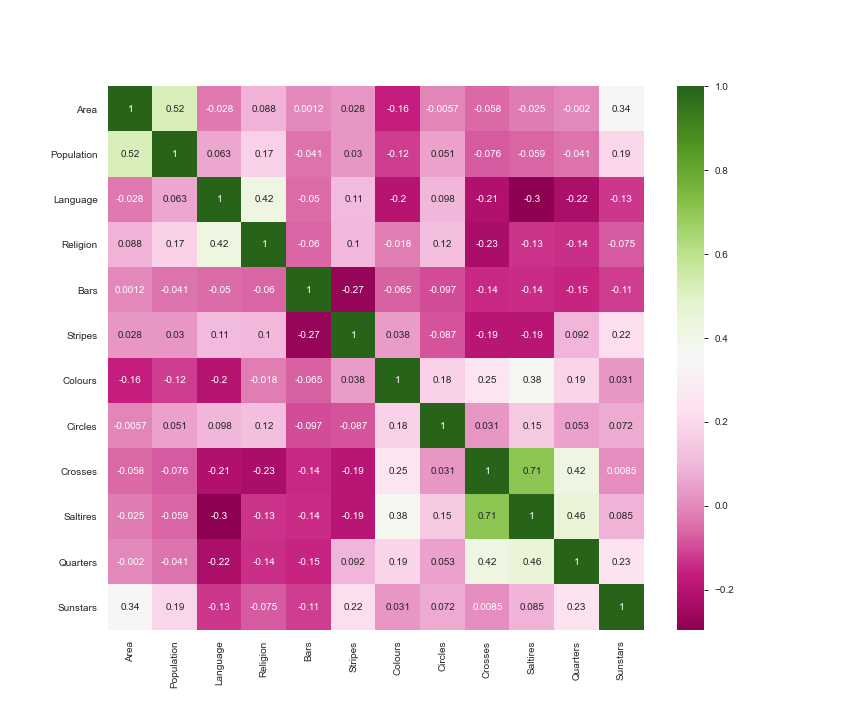 1.0
Area 1 0.52 -0.028 0.088 0.0012 0.028 -0.16 -0.0057 -0.058 -0.025 -0.002 0.34
Population 0.52 1 0.063 0.17 -0.041 0.03 -0.12 0.051 -0.076 -0.059 -0.041 0.19
0.8
Language -0.028 0.063 1 0.42 -0.05 0.11 -0.2 0.098 -0.21 -0.3 -0.22 -0.13
Religion 0.088 0.17 0.42 1 -0.06 0.1 -0.018 0.12 -0.23 -0.13 -0.14 -0.075
0.6
Bars 0.0012 -0.041 -0.05 -0.06 1 -0.27 -0.065 -0.097 -0.14 -0.14 -0.15 -0.11
Stripes 0.028 0.03 0.11 0.1 -0.27 1 0.038 -0.087 -0.19 -0.19 0.092 0.22
0.4
Colours -0.16 -0.12 -0.2 -0.018 -0.065 0.038 1 0.18 0.25 0.38 0.19 0.031
Circles -0.0057 0.051 0.098 0.12 -0.097 -0.087 0.18 1 0.031 0.15 0.053 0.072
0.2
Crosses -0.058 -0.076 -0.21 -0.23 -0.14 -0.19 0.25 0.031 1 0.71 0.42 0.0085
0.0
Saltires -0.025 -0.059 -0.3 -0.13 -0.14 -0.19 0.38 0.15 0.71 1 0.46 0.085
Quarters -0.002 -0.041 -0.22 -0.14 -0.15 0.092 0.19 0.053 0.42 0.46 1 0.23
−0.2
Sunstars 0.34 0.19 -0.13 -0.075 -0.11 0.22 0.031 0.072 0.0085 0.085 0.23 1
Area Population Language Religion Bars Stripes Colours Circles Crosses Saltires Quarters Sunstars